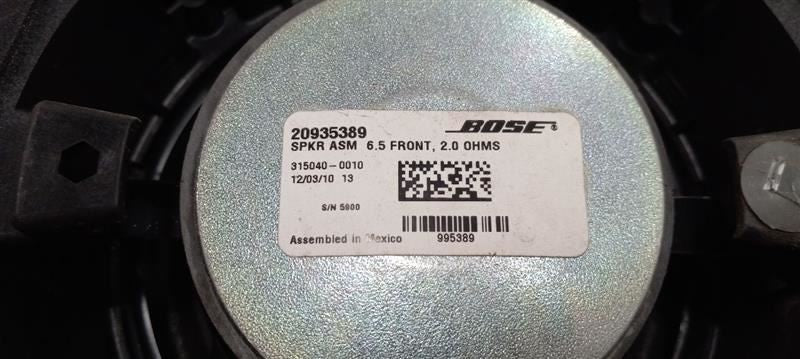 20935389 BOSE®
SPKR ASM 6.5 FRONT, 2.0 OHMS
315040-0010
12/03/10 13
S/N 5900
Assembled in Mexico 995389